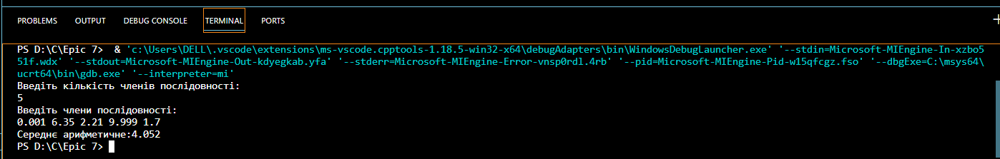 PROBLEMS OUTPUT DEBUG CONSOLE TERMINAL PORTS
PS D:\C\Epic 7>  & 'c:\Users\DELL\.vscode\extensions\ms-vscode.cpptools-1.18.5-win32-x64\debugAdapters\bin\WindowsDebugLauncher.exe' '--stdin=Microsoft-MIEngine-In-xzbo5
51f.wdx' '--stdout=Microsoft-MIEngine-Out-kdyegkab.yfa' '--stderr=Microsoft-MIEngine-Error-vnsp0rdl.4rb' '--pid=Microsoft-MIEngine-Pid-w15qfcgz.fso' '--dbgExe=C:\msys64\
ucrt64\bin\gdb.exe' '--interpreter=mi'
Введіть кількість членів послідовності:
5
Введіть члени послідовності:
0.001 6.35 2.21 9.999 1.7
Середнє арифметичне:4.052
PS D:\C\Epic 7>